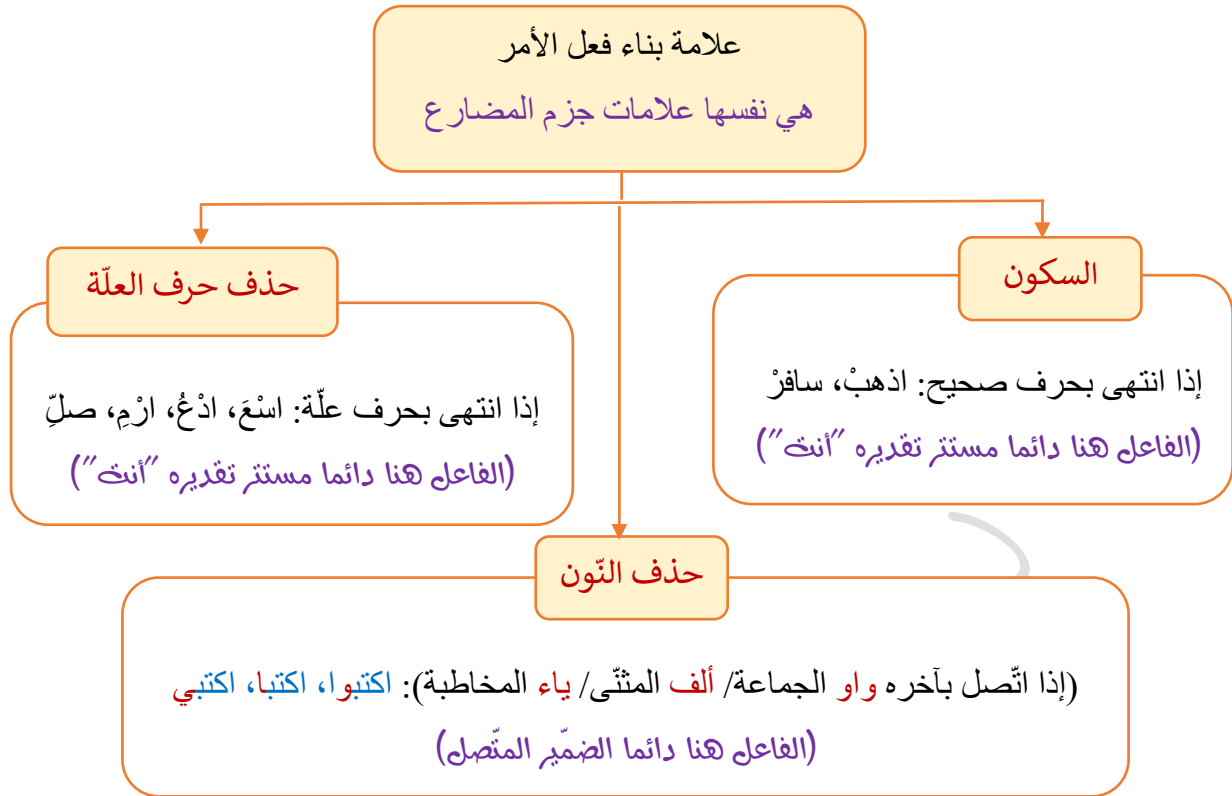 علامة بناء فعل الأمر
هي نفسها علامات جزم المضارع
السكون
إذا انتهى بحرف صحيح: اذهبْ، سافرْ
(الفاعل هنا دائما مستتر تقديره "أنت")
حذف حرف العلّة
إذا انتهى بحرف علّة: اسْعَ، ادْعُ، ارْمِ، صلِّ
(الفاعل هنا دائما مستتر تقديره "أنت")
حذف النّون
(إذا اتّصل بآخره واو الجماعة/ ألف المثنّى/ ياء المخاطبة): اكتبوا، اكتبا، اكتبي
(الفاعل هنا دائما الضمّير المتّصل)